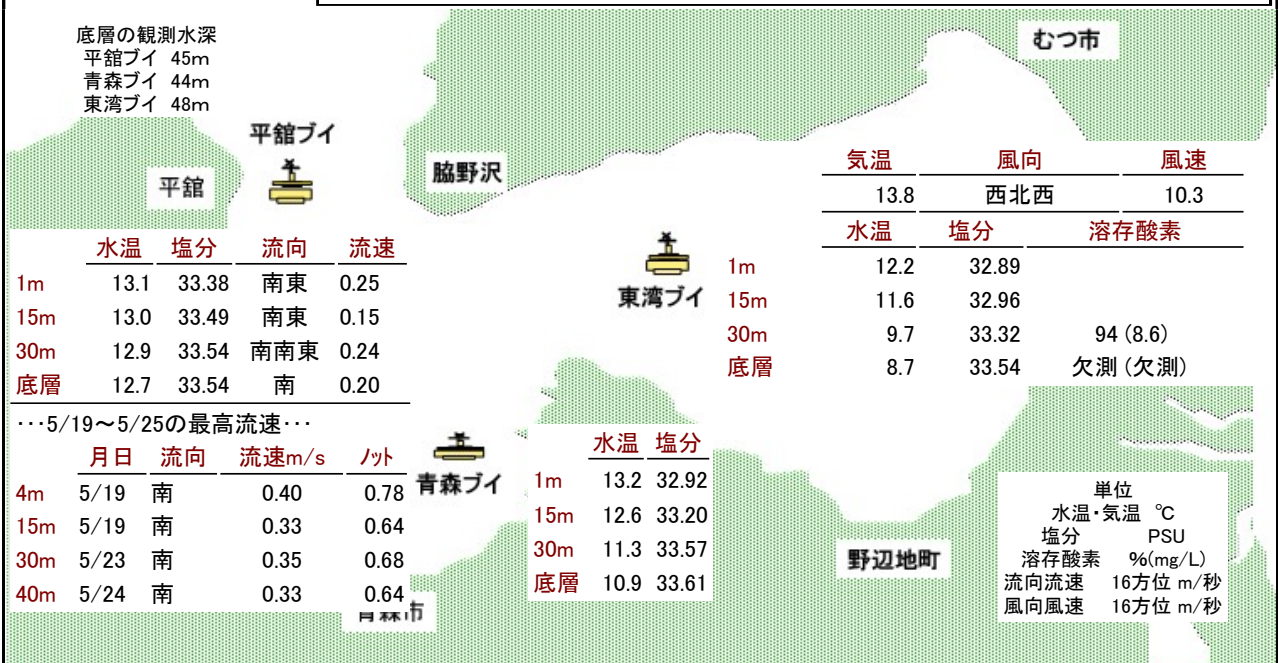 底層の観測水深
平舘ブイ 45m
青森ブイ 44m
東湾ブイ 48m
むつ市
平舘ブイ
平舘
脇野沢
気温 風向 風速
13.8 西北西 10.3
水温 塩分 溶存酸素
1m 12.2 32.89
15m 11.6 32.96
30m 9.7 33.32 94 (8.6)
底層 8.7 33.54 欠測 (欠測)
東湾ブイ
水温 塩分 流向 流速
1m 13.1 33.38 南東 0.25
15m 13.0 33.49 南東 0.15
30m 12.9 33.54 南南東 0.24
底層 12.7 33.54 南 0.20
…5/19～5/25の最高流速…
月日 流向 流速m/s ノット
4m 5/19 南 0.40 0.78
15m 5/19 南 0.33 0.64
30m 5/23 南 0.35 0.68
40m 5/24 南 0.33 0.64
青森ブイ
水温 塩分
1m 13.2 32.92
15m 12.6 33.20
30m 11.3 33.57
底層 10.9 33.61
青森市
野辺地町
単位
水温・気温 ℃
塩分 PSU
溶存酸素 %(mg/L)
流向流速 16方位 m/秒
風向風速 16方位 m/秒